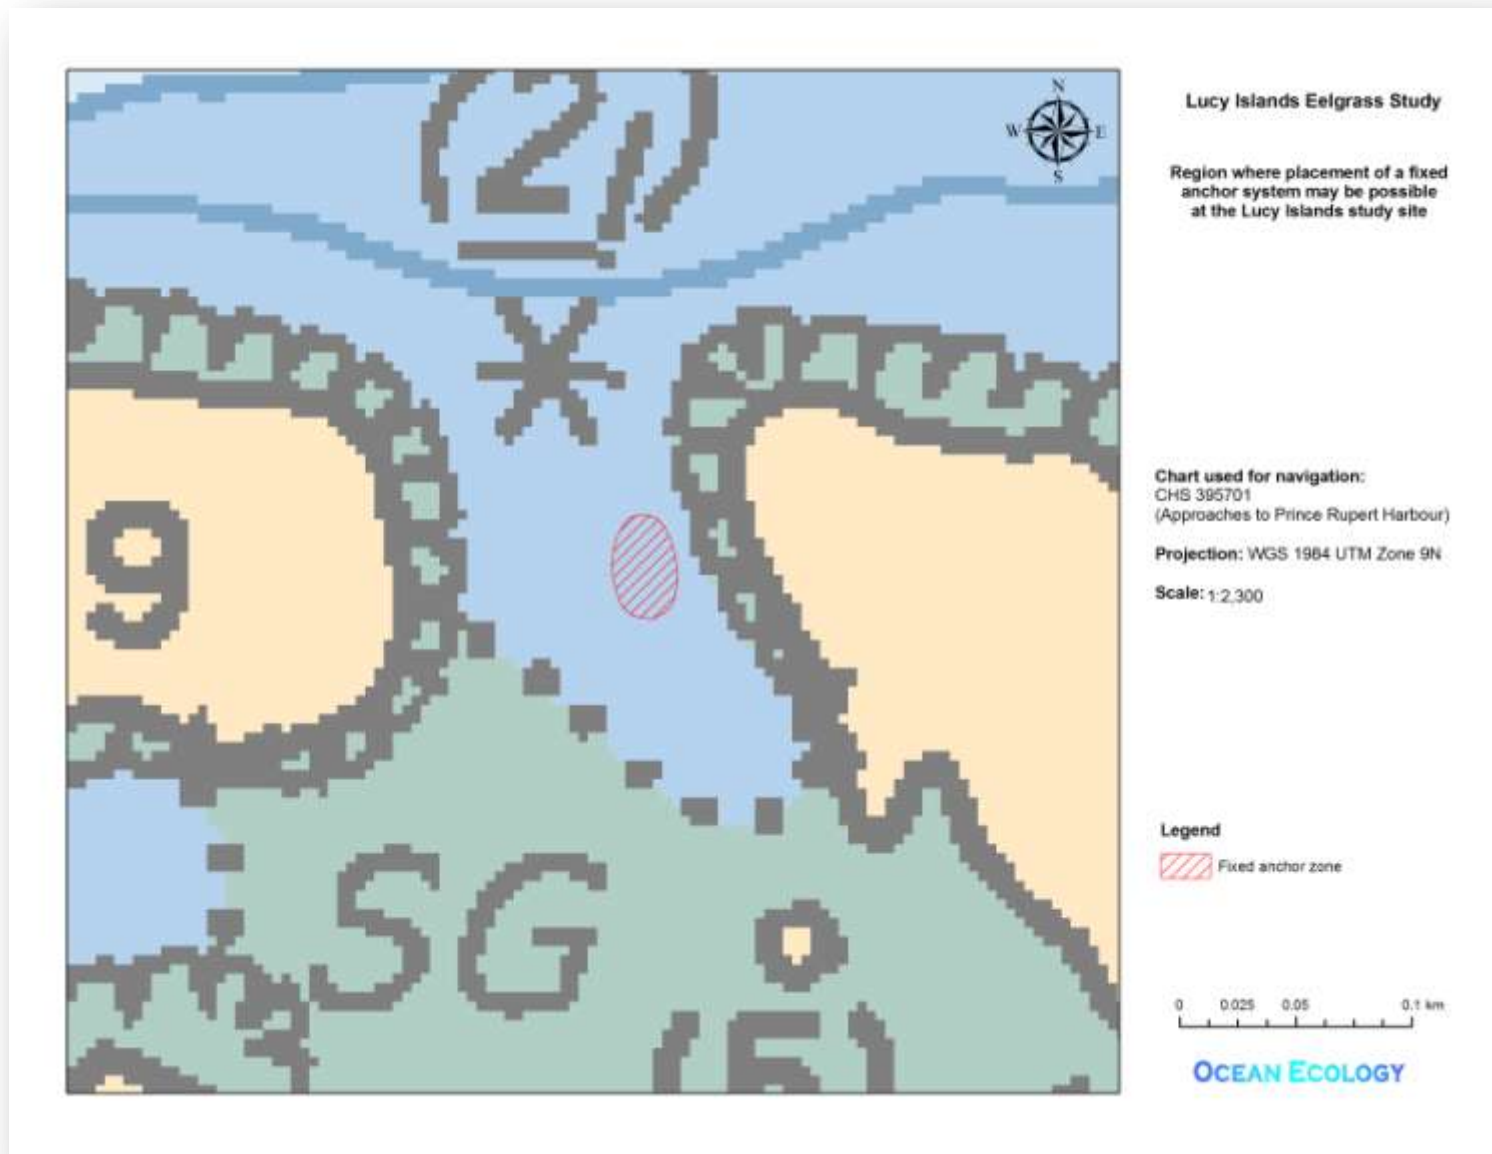 Lucy Islands Eelgrass Study
Region where placement of a fixed
anchor system may be possible
at the Lucy Islands study site
N
W E
S
(2)
9
SG
(5)
Chart used for navigation:
CHS 395701
(Approaches to Prince Rupert Harbour)
Projection: WGS 1984 UTM Zone 9N
Scale: 1:2,300
Legend
Fixed anchor zone
0 0.025 0.05 0.1 km
OCEAN ECOLOGY